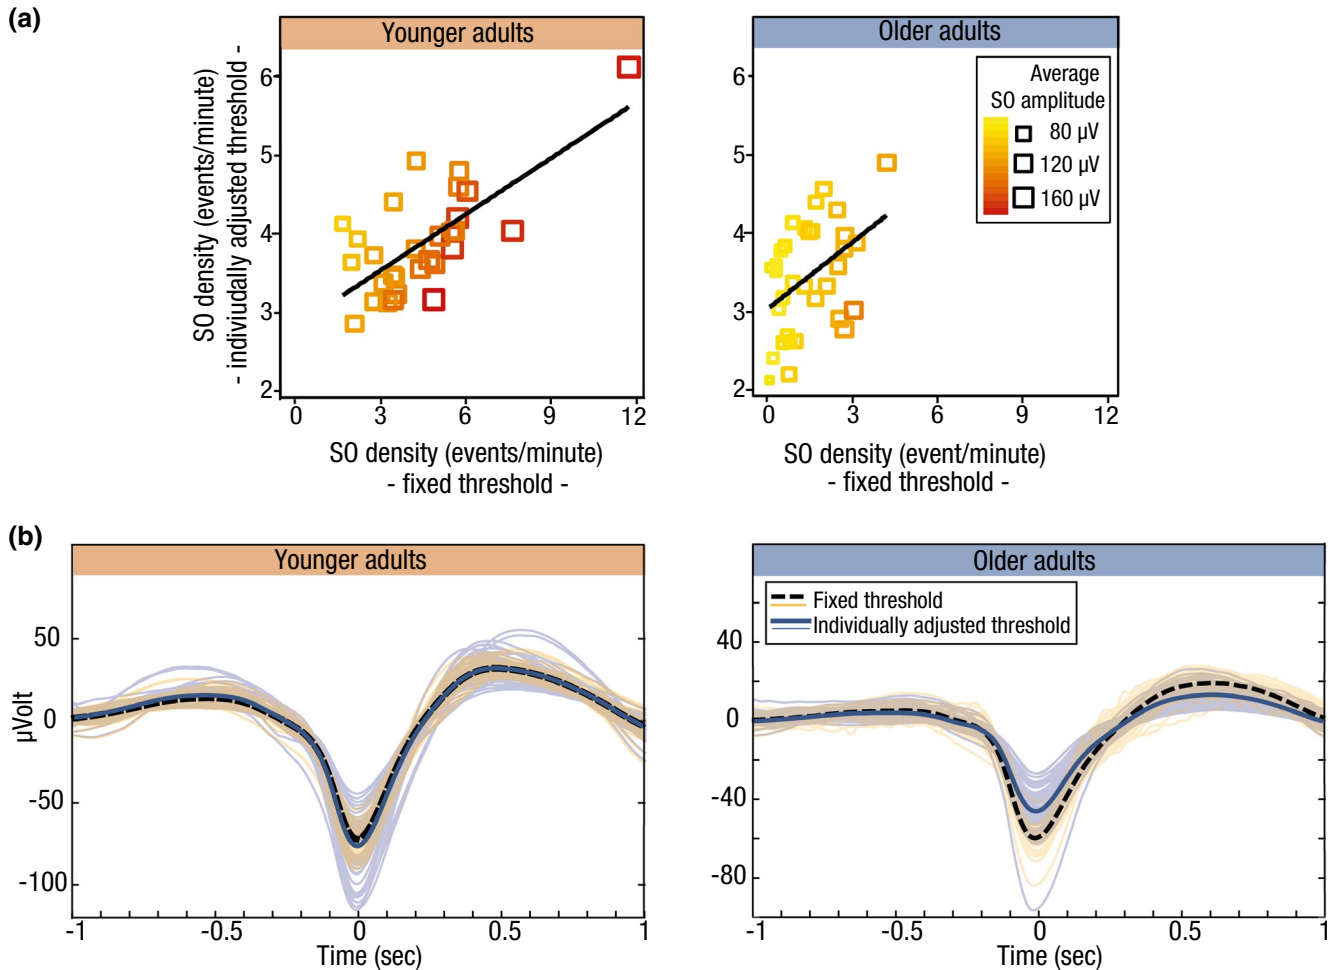 (a)
Younger adults
SO density (events/minute)
- indiviudally adjusted threshold -
6
5
4
3
2
0 3 6 9 12
SO density (events/minute)
- fixed threshold -
Older adults
Average
SO amplitude
80 µV
120 µV
160 µV
6
5
4
3
2
0 3 6 9 12
SO density (event/minute)
- fixed threshold -
(b)
Younger adults
µVolt
50
0
-50
-100
-1 -0.5 0 0.5 1
Time (sec)
Older adults
Fixed threshold
Individually adjusted threshold
40
0
-40
-80
-1 -0.5 0 0.5 1
Time (sec)